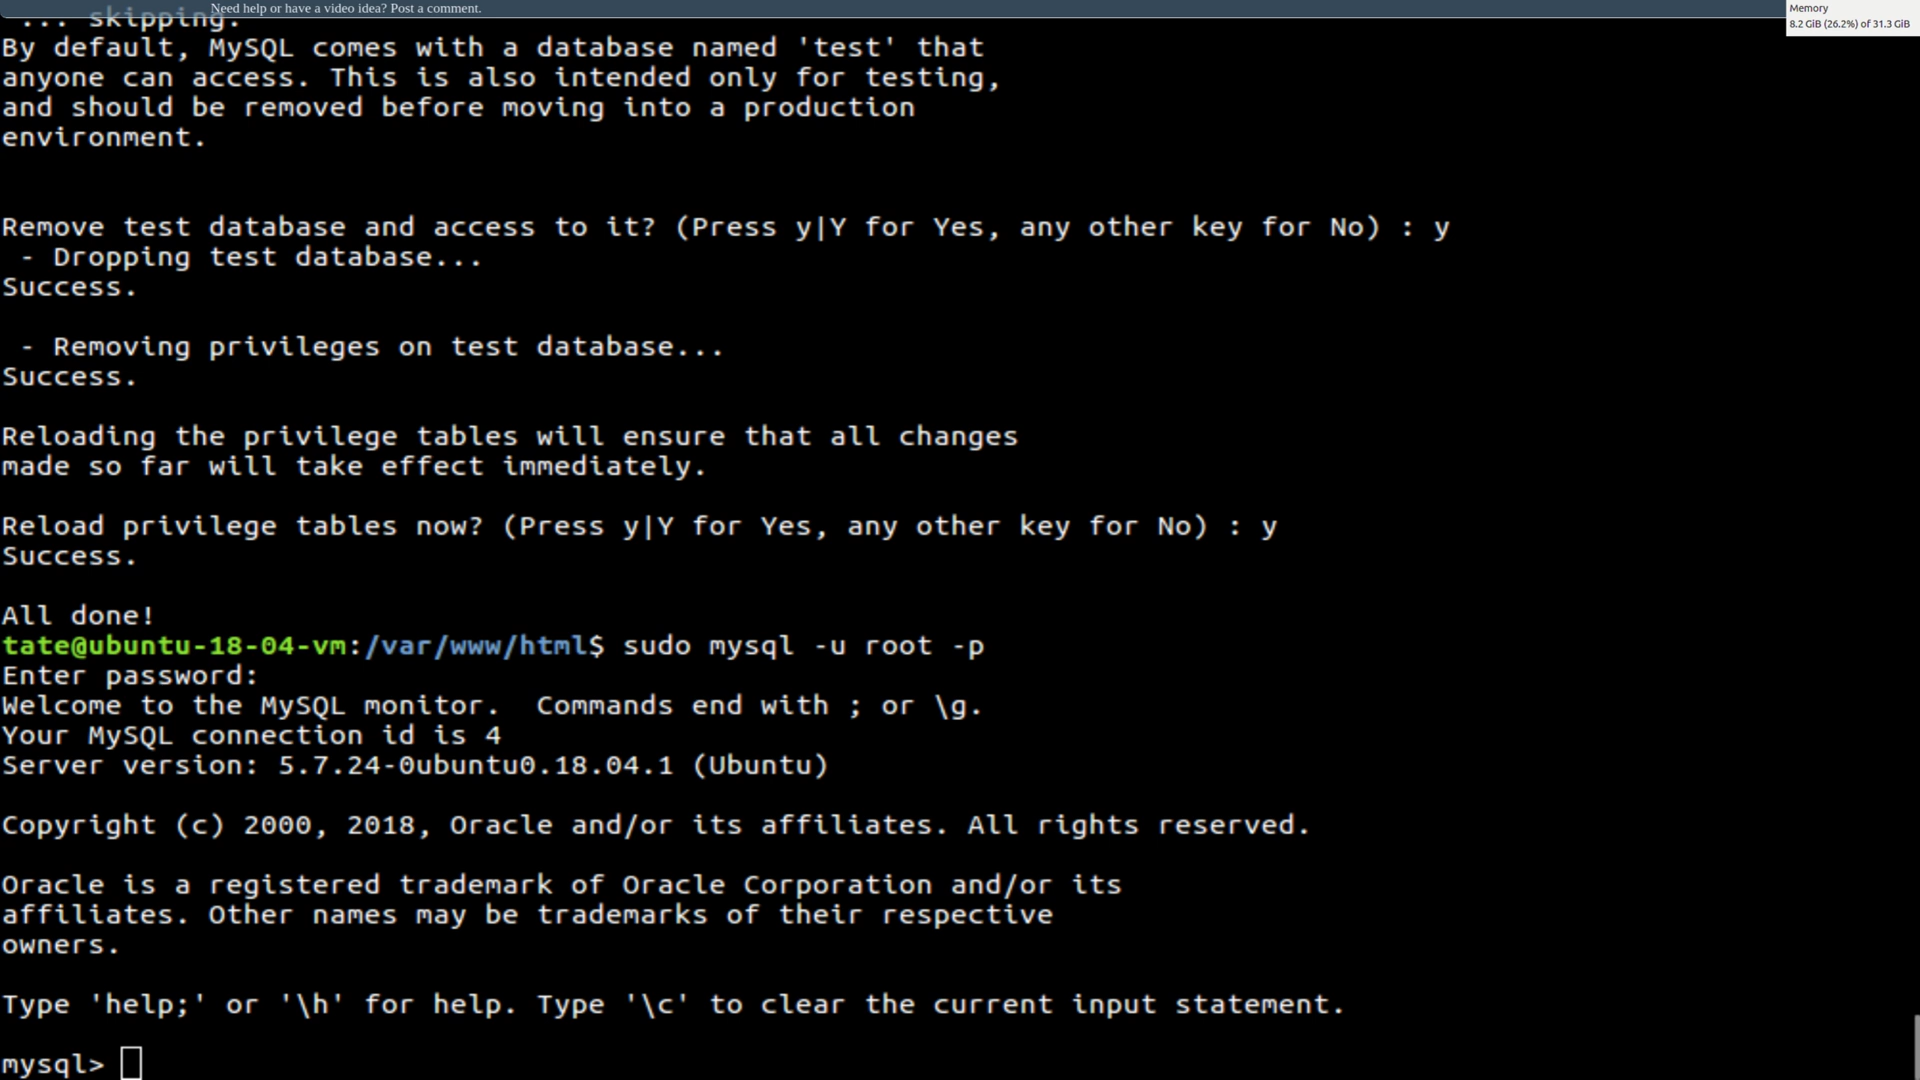 Need help or have a video idea? Post a comment.
Memory
8.2 GiB (26.2%) of 31.3 GiB
... skipping.
By default, MySQL comes with a database named 'test' that
anyone can access. This is also intended only for testing,
and should be removed before moving into a production
environment.
Remove test database and access to it? (Press y|Y for Yes, any other key for No) : y
 - Dropping test database...
Success.
 - Removing privileges on test database...
Success.
Reloading the privilege tables will ensure that all changes
made so far will take effect immediately.
Reload privilege tables now? (Press y|Y for Yes, any other key for No) : y
Success.
All done!
tate@ubuntu-18-04-vm:/var/www/html$ sudo mysql -u root -p
Enter password:
Welcome to the MySQL monitor.  Commands end with ; or \g.
Your MySQL connection id is 4
Server version: 5.7.24-0ubuntu0.18.04.1 (Ubuntu)
Copyright (c) 2000, 2018, Oracle and/or its affiliates. All rights reserved.
Oracle is a registered trademark of Oracle Corporation and/or its
affiliates. Other names may be trademarks of their respective
owners.
Type 'help;' or '\h' for help. Type '\c' to clear the current input statement.
mysql>